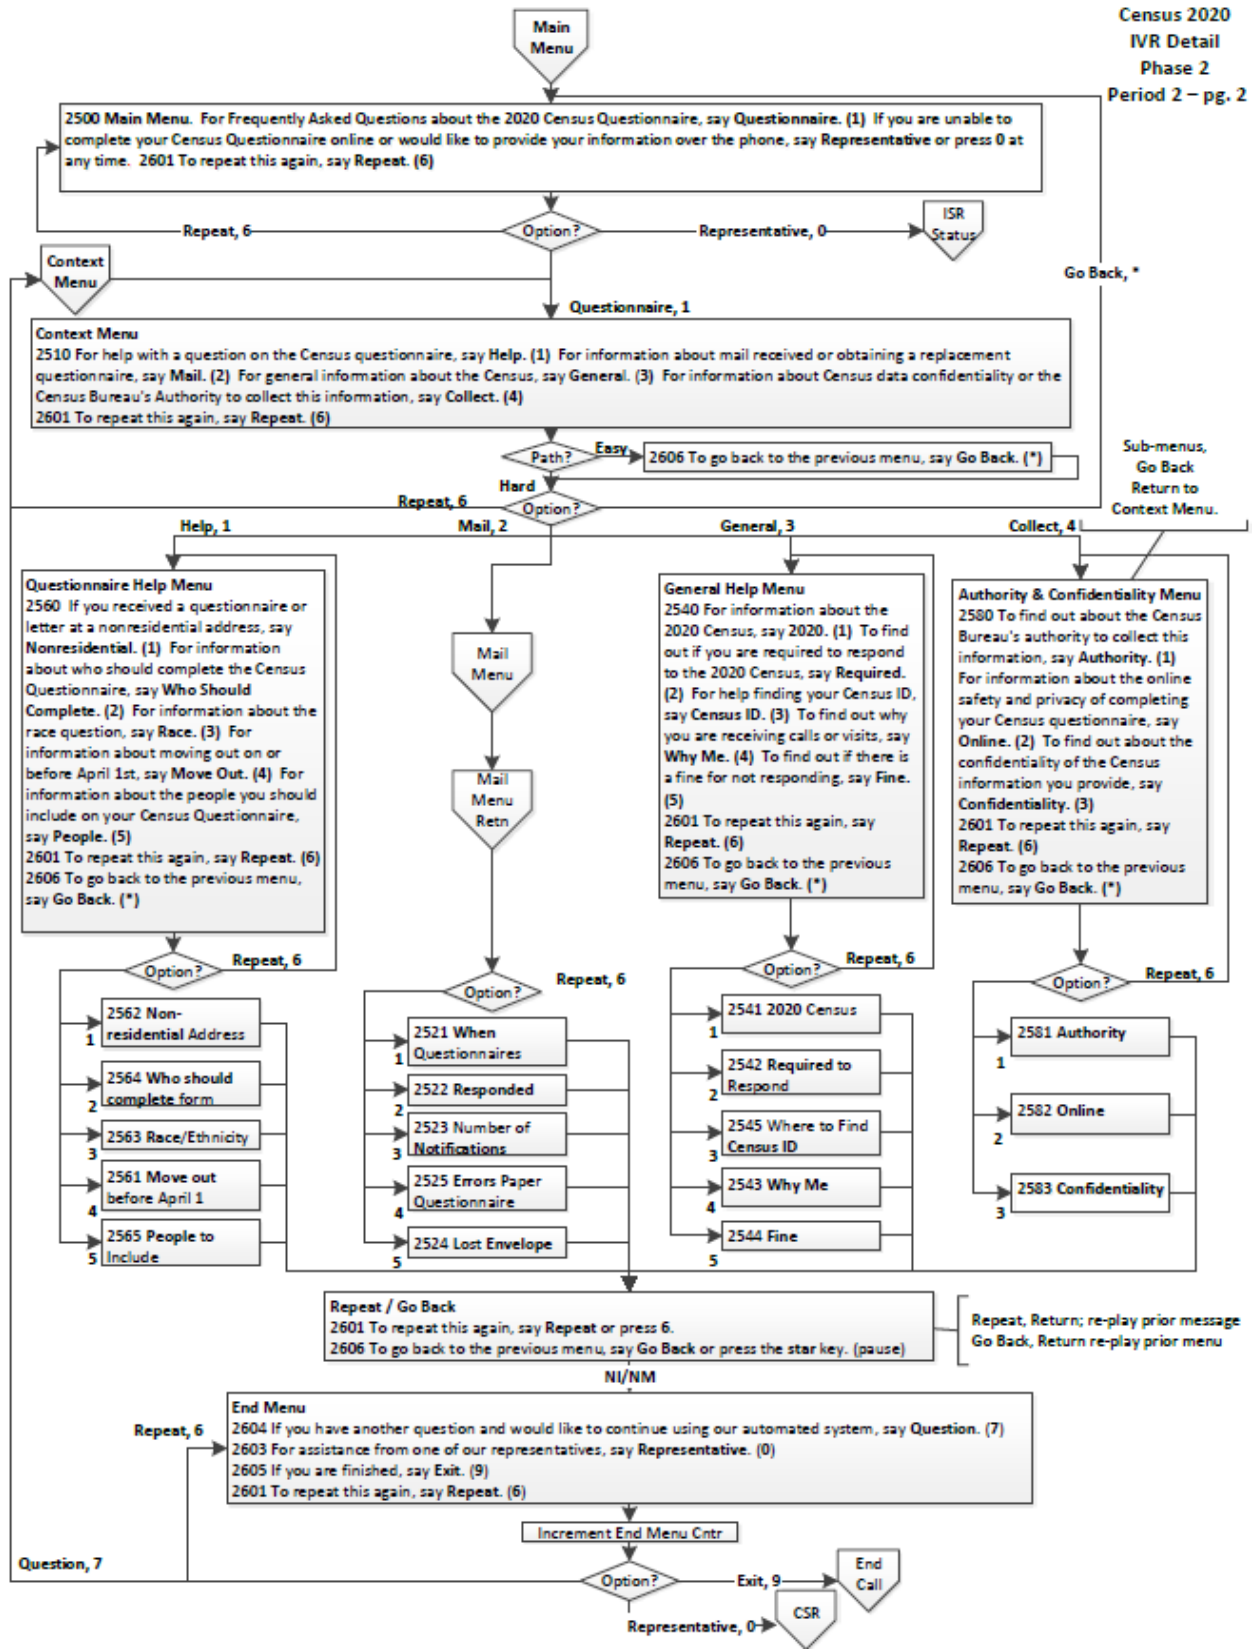 Census 2020
IVR Detail
Phase 2
Period 2 – pg. 2
Main
Menu
2500 Main Menu. For Frequently Asked Questions about the 2020 Census Questionnaire, say Questionnaire. (1) If you are unable to
complete your Census Questionnaire online or would like to provide your information over the phone, say Representative or press 0 at
any time. 2601 To repeat this again, say Repeat. (6)
Repeat, 6
Option?
Representative, 0
ISR
Status
Context
Menu
Go Back, *
Questionnaire, 1
Context Menu
2510 For help with a question on the Census questionnaire, say Help. (1) For information about mail received or obtaining a replacement
questionnaire, say Mail. (2) For general information about the Census, say General. (3) For information about Census data confidentiality or the
Census Bureau's Authority to collect this information, say Collect. (4)
2601 To repeat this again, say Repeat. (6)
Path?
Easy
2606 To go back to the previous menu, say Go Back. (*)
Hard
Repeat, 6
Option?
Sub-menus,
Go Back
Return to
Context Menu.
Help, 1
Mail, 2
General, 3
Collect, 4
Questionnaire Help Menu
2560 If you received a questionnaire or
letter at a nonresidential address, say
Nonresidential. (1) For information
about who should complete the Census
Questionnaire, say Who Should
Complete. (2) For information about the
race question, say Race. (3) For
information about moving out on or
before April 1st, say Move Out. (4) For
information about the people you should
include on your Census Questionnaire,
say People. (5)
2601 To repeat this again, say Repeat. (6)
2606 To go back to the previous menu,
say Go Back. (*)
Mail
Menu
Mail
Menu
Retn
General Help Menu
2540 For information about the
2020 Census, say 2020. (1) To find
out if you are required to respond
to the 2020 Census, say Required.
(2) For help finding your Census ID,
say Census ID. (3) To find out why
you are receiving calls or visits, say
Why Me. (4) To find out if there is
a fine for not responding, say Fine.
(5)
2601 To repeat this again, say
Repeat. (6)
2606 To go back to the previous
menu, say Go Back. (*)
Authority & Confidentiality Menu
2580 To find out about the Census
Bureau's authority to collect this
information, say Authority. (1)
For information about the online
safety and privacy of completing
your Census questionnaire, say
Online. (2) To find out about the
confidentiality of the Census
information you provide, say
Confidentiality. (3)
2601 To repeat this again, say
Repeat. (6)
2606 To go back to the previous
menu, say Go Back. (*)
Option?
Repeat, 6
2562 Non-
residential Address
1
2564 Who should
complete form
2
2563 Race/Ethnicity
3
2561 Move out
before April 1
4
2565 People to
Include
5
Option?
Repeat, 6
2521 When
Questionnaires
1
2522 Responded
2
2523 Number of
Notifications
3
2525 Errors Paper
Questionnaire
4
2524 Lost Envelope
5
Option?
Repeat, 6
2541 2020 Census
1
2542 Required to
Respond
2
2545 Where to Find
Census ID
3
2543 Why Me
4
2544 Fine
5
Option?
Repeat, 6
2581 Authority
1
2582 Online
2
2583 Confidentiality
3
Repeat / Go Back
2601 To repeat this again, say Repeat or press 6.
2606 To go back to the previous menu, say Go Back or press the star key. (pause)
Repeat, Return; re-play prior message
Go Back, Return re-play prior menu
NI/NM
End Menu
2604 If you have another question and would like to continue using our automated system, say Question. (7)
2603 For assistance from one of our representatives, say Representative. (0)
2605 If you are finished, say Exit. (9)
2601 To repeat this again, say Repeat. (6)
Repeat, 6
Increment End Menu Cntr
Question, 7
Option?
Exit, 9
End
Call
Representative, 0
CSR